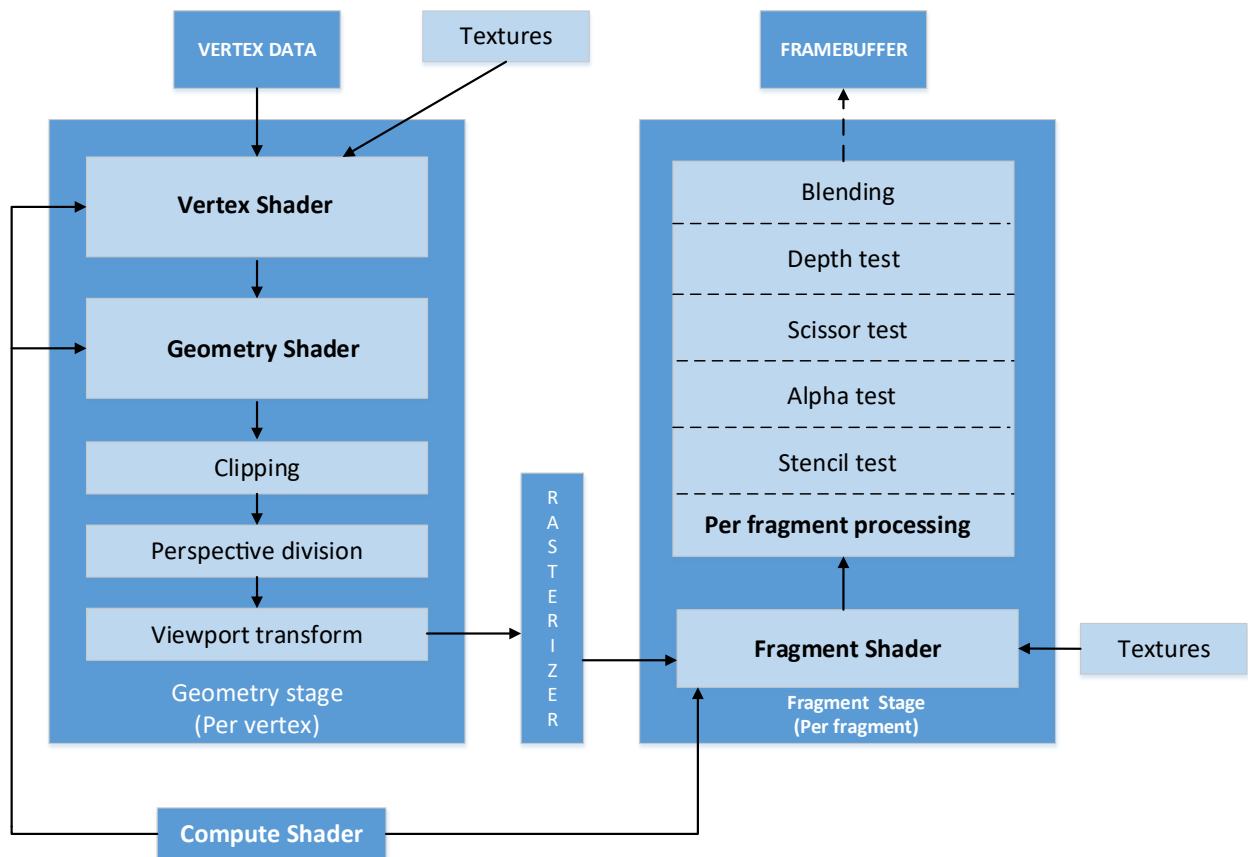 VERTEX DATA
Textures
Vertex Shader
Geometry Shader
Clipping
Perspective division
Viewport transform
Geometry stage
(Per vertex)
RASTERIZER
FRAMEBUFFER
Blending
Depth test
Scissor test
Alpha test
Stencil test
Per fragment processing
Fragment Shader
Fragment Stage
(Per fragment)
Textures
Compute Shader